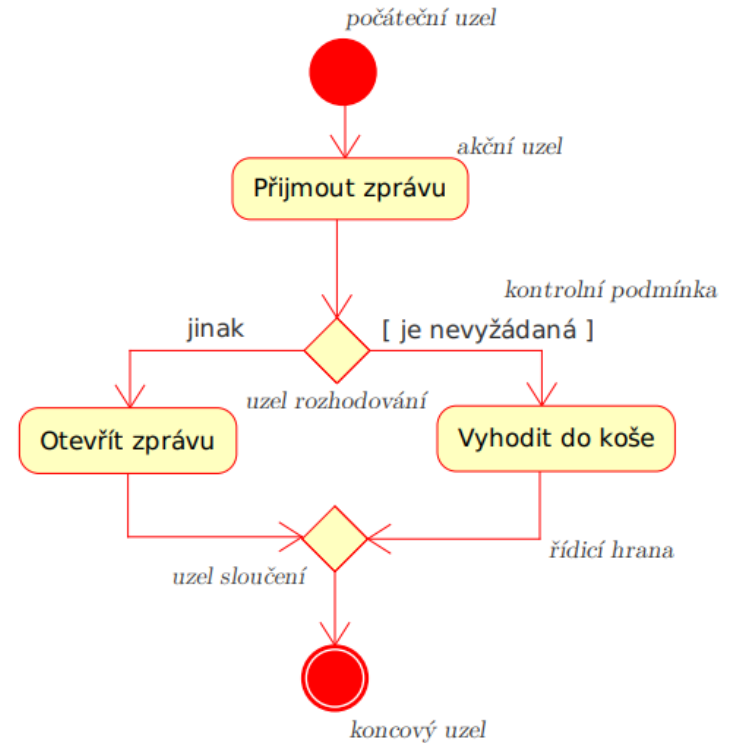 počáteční uzel
akční uzel
Přijmout zprávu
kontrolní podmínka
jinak
[ je nevyžádaná ]
uzel rozhodování
Otevřít zprávu
Vyhodit do koše
řídicí hrana
uzel sloučení
koncový uzel